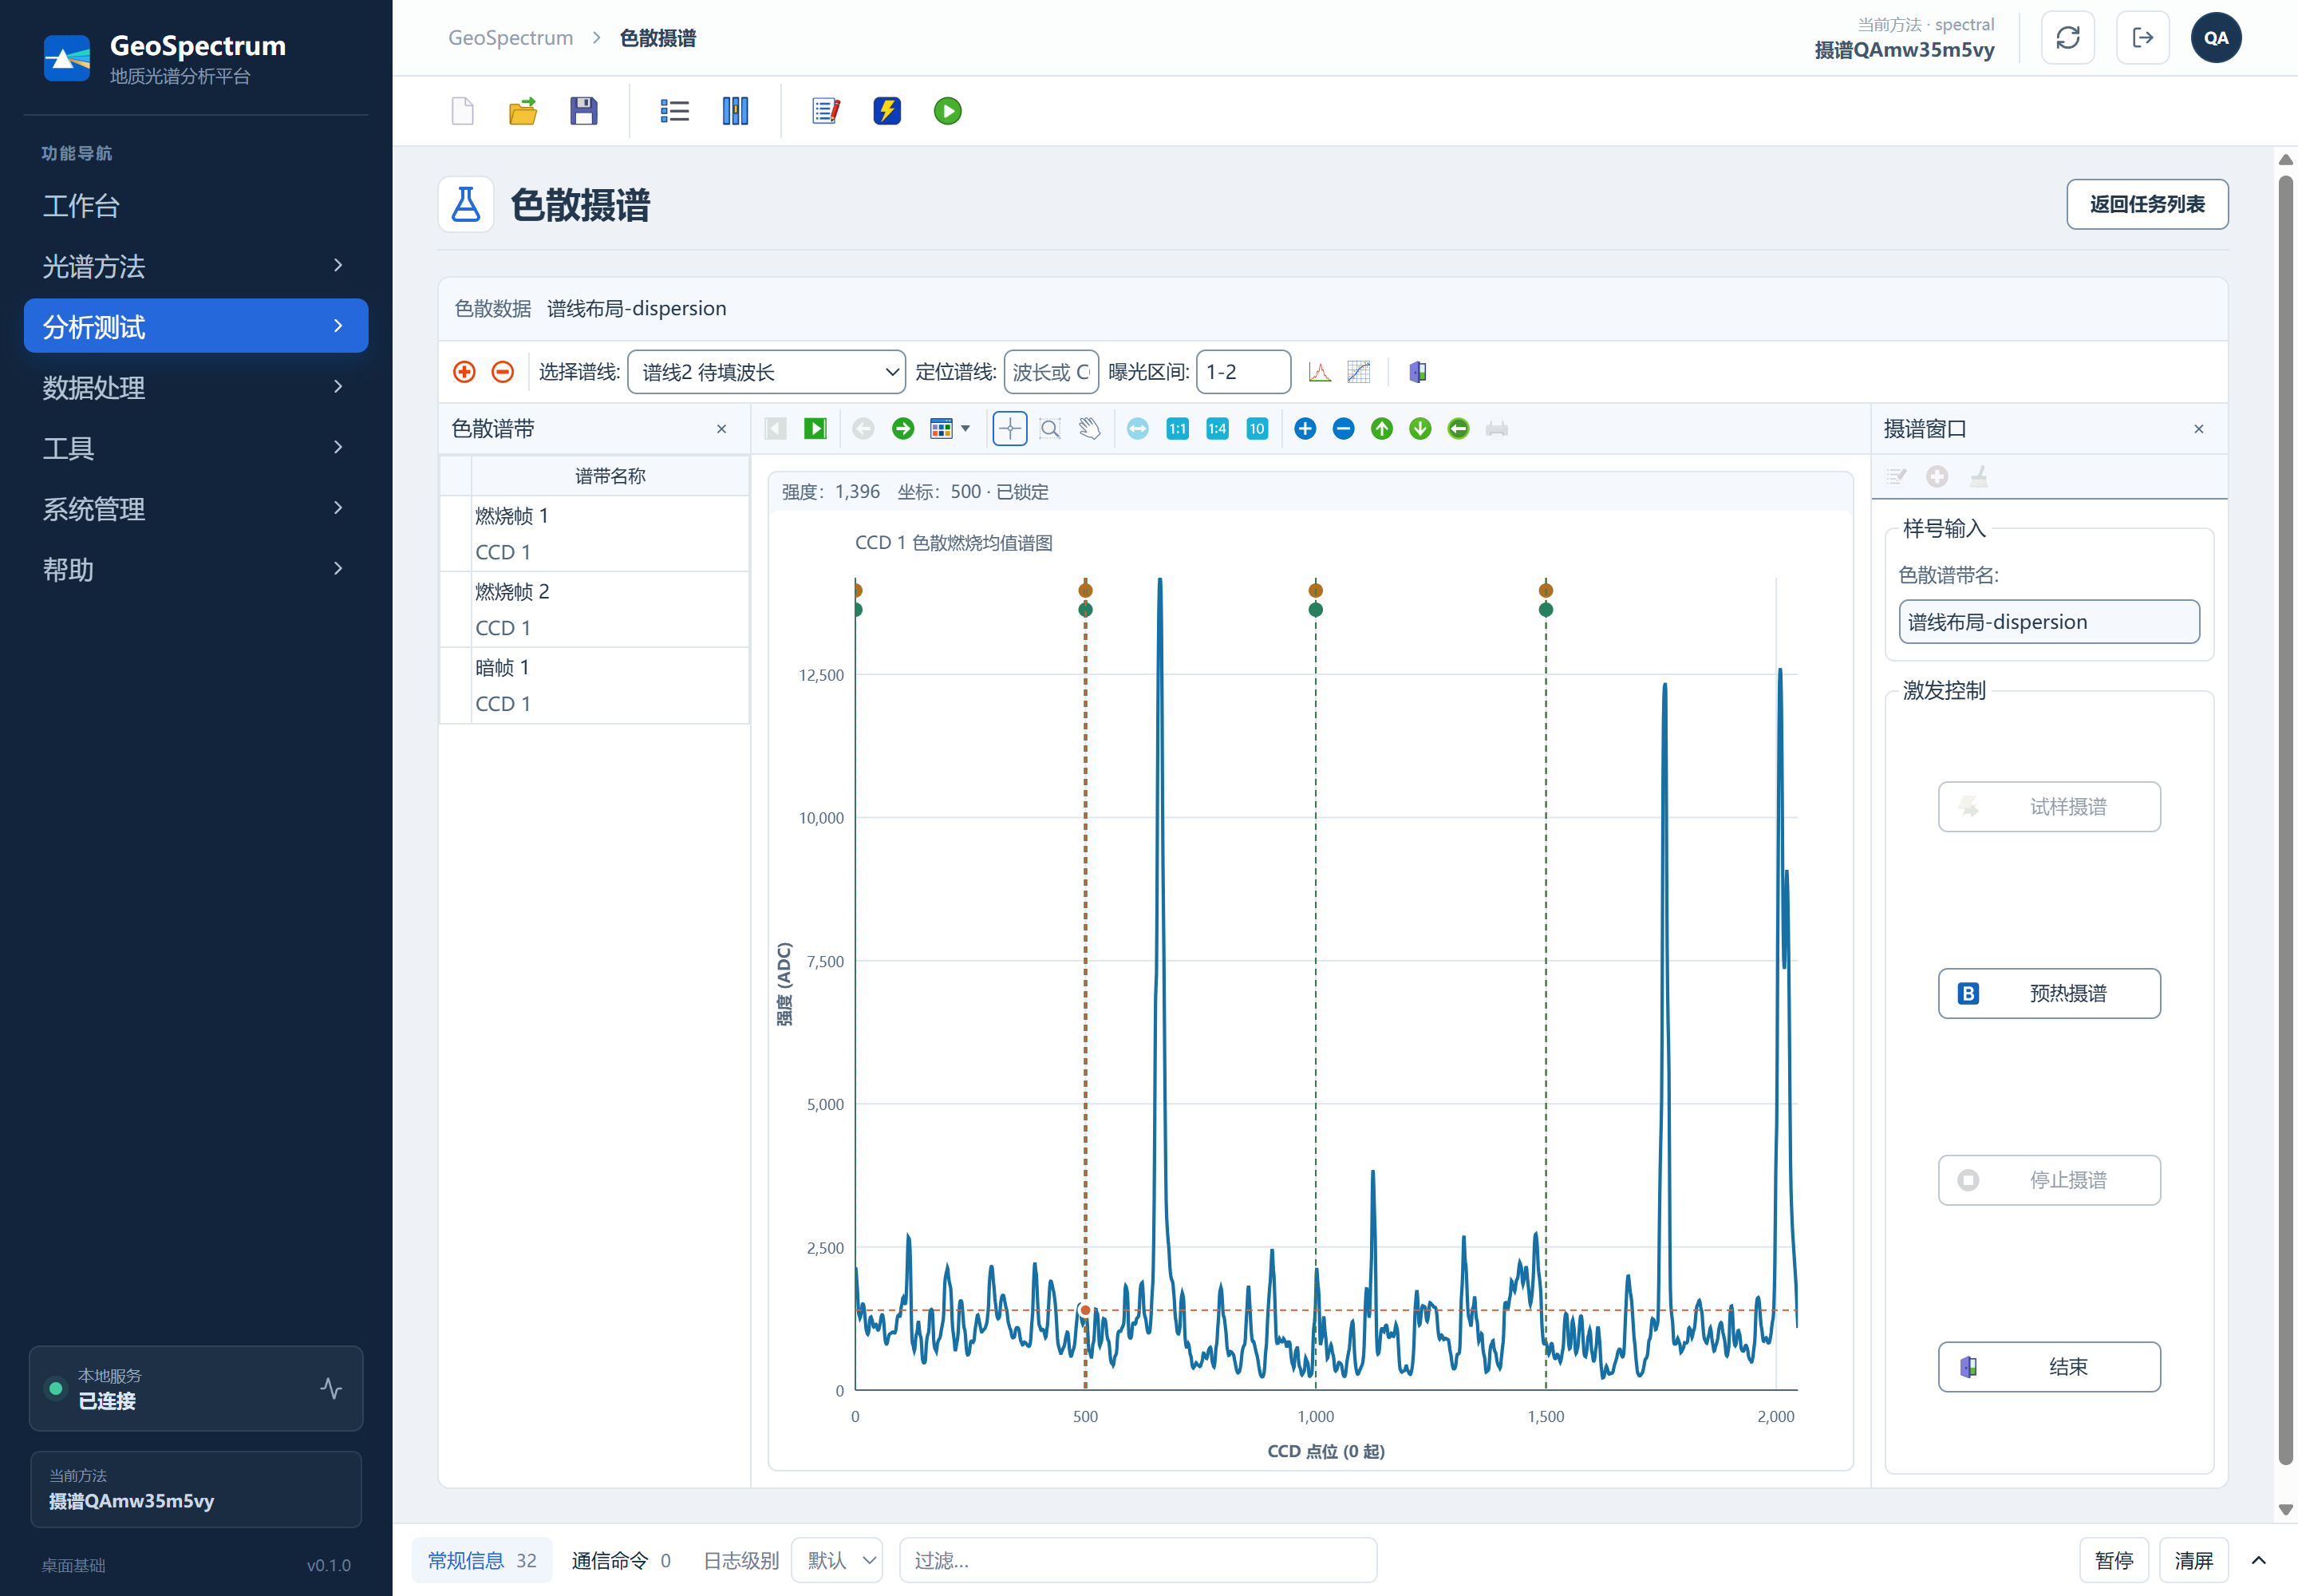 GeoSpectrum
地质光谱分析平台
功能导航
工作台
光谱方法
分析测试
数据处理
工具
系统管理
帮助
本地服务
已连接
当前方法
摄谱QAmw35m5vy
桌面基础 v0.1.0
GeoSpectrum > 色散摄谱
当前方法 · spectral
摄谱QAmw35m5vy
QA
色散摄谱
返回任务列表
色散数据 谱线布局-dispersion
选择谱线: 谱线2 待填波长 定位谱线: 波长或 C 曝光区间: 1-2
色散谱带 ×
谱带名称
燃烧帧 1
CCD 1
燃烧帧 2
CCD 1
暗帧 1
CCD 1
1:1 1:4 10
强度: 1,396 坐标: 500 · 已锁定
CCD 1 色散燃烧均值谱图
强度 (ADC)
12,500
10,000
7,500
5,000
2,500
0
0 500 1,000 1,500 2,000
CCD 点位 (0 起)
摄谱窗口 ×
样号输入
色散谱带名:
谱线布局-dispersion
激发控制
试样摄谱
B 预热摄谱
停止摄谱
结束
常规信息 32 通信命令 0 日志级别 默认 过滤... 暂停 清屏